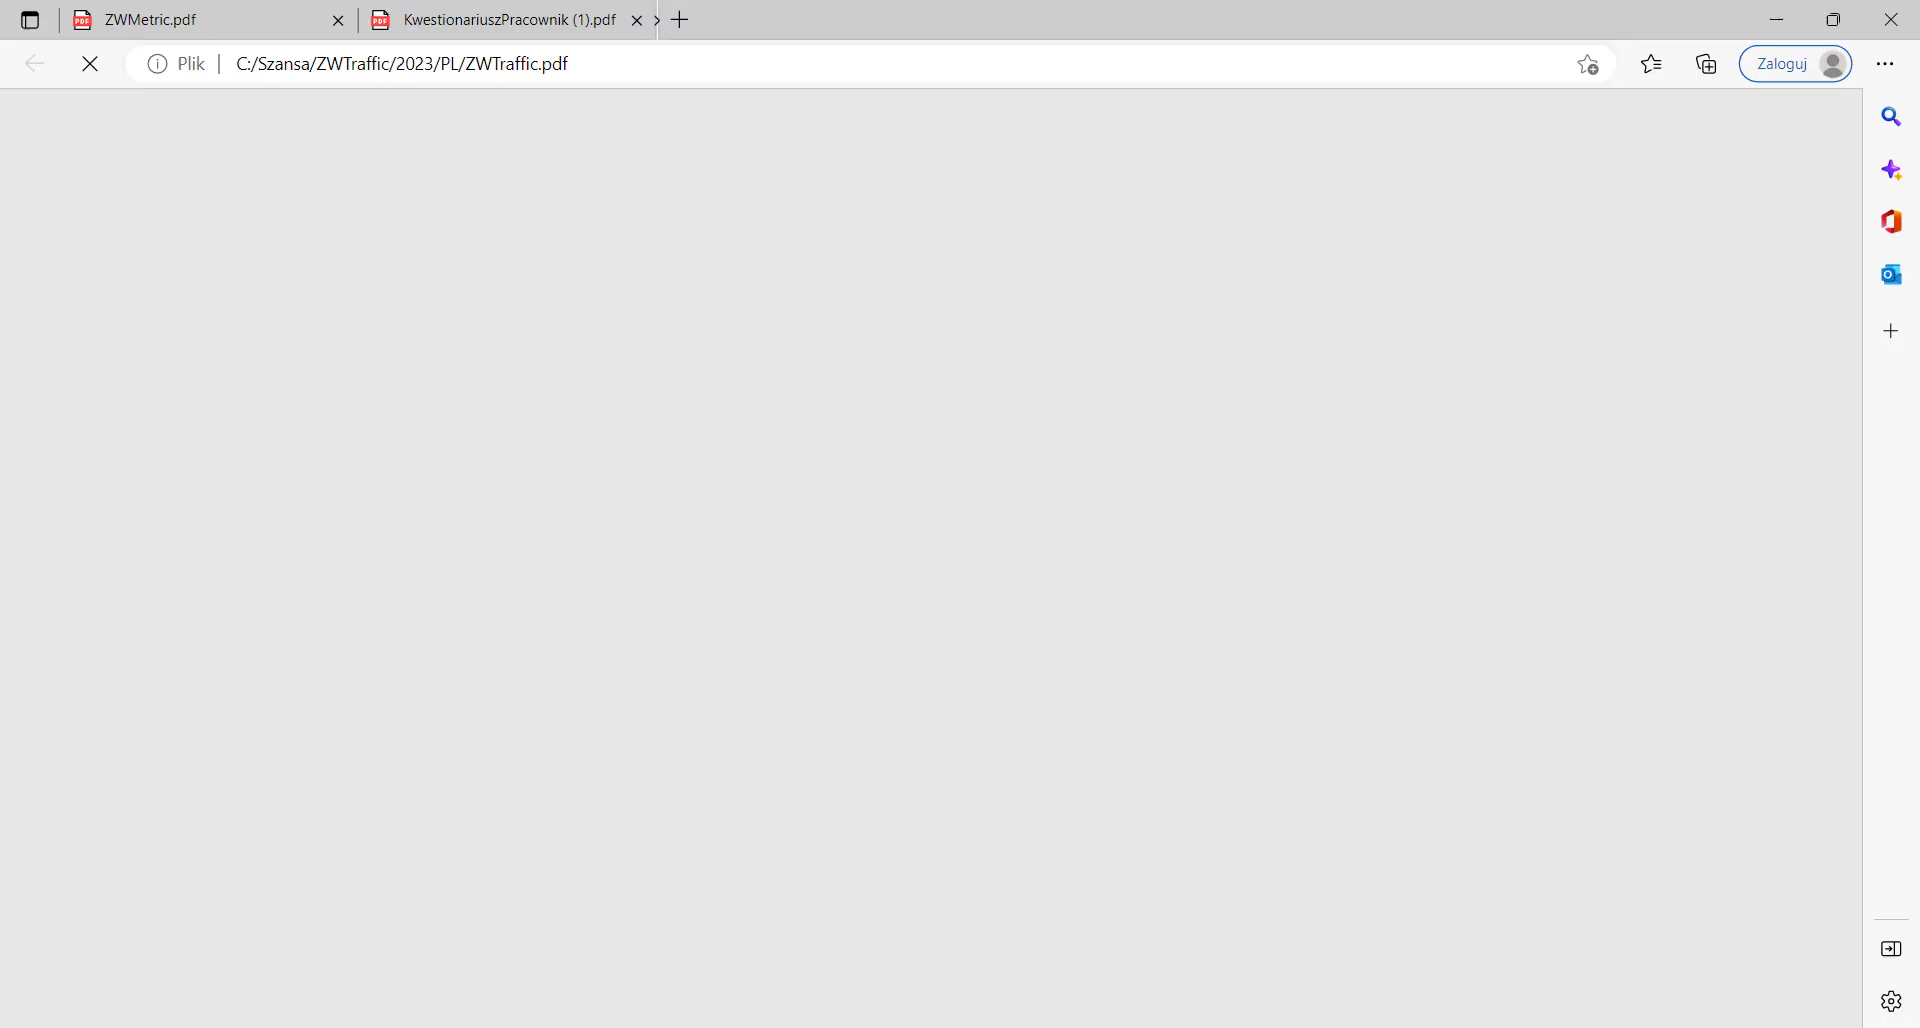 ZWMetric.pdf
KwestionariuszPracownik (1).pdf
Plik
C:/Szansa/ZWTraffic/2023/PL/ZWTraffic.pdf
Zaloguj